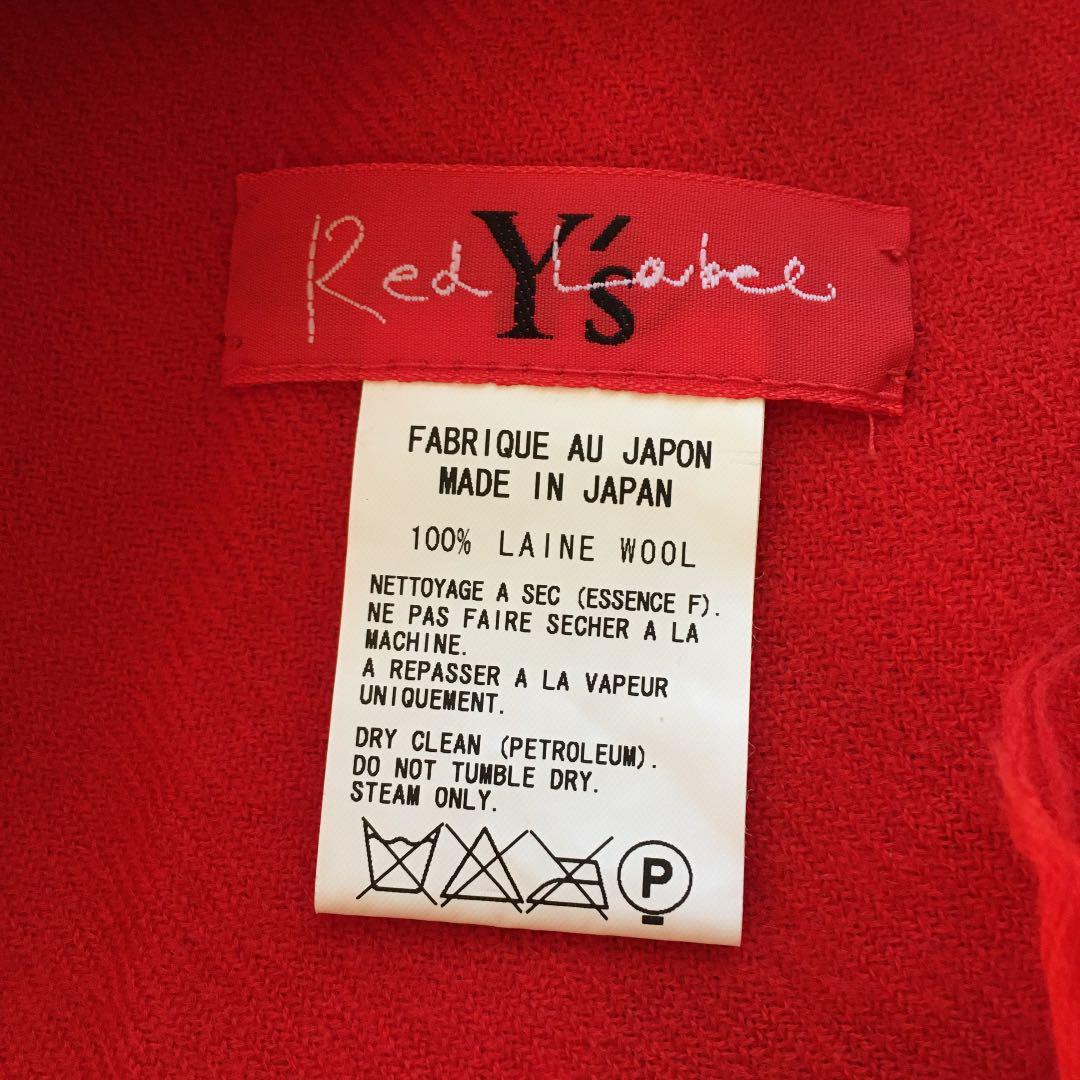 Red Label
Y's
FABRIQUE AU JAPON
MADE IN JAPAN
100% LAINE WOOL
NETTOYAGE A SEC (ESSENCE F).
NE PAS FAIRE SECHER A LA
MACHINE.
A REPASSER A LA VAPEUR
UNIQUEMENT.
DRY CLEAN (PETROLEUM).
DO NOT TUMBLE DRY.
STEAM ONLY.
P